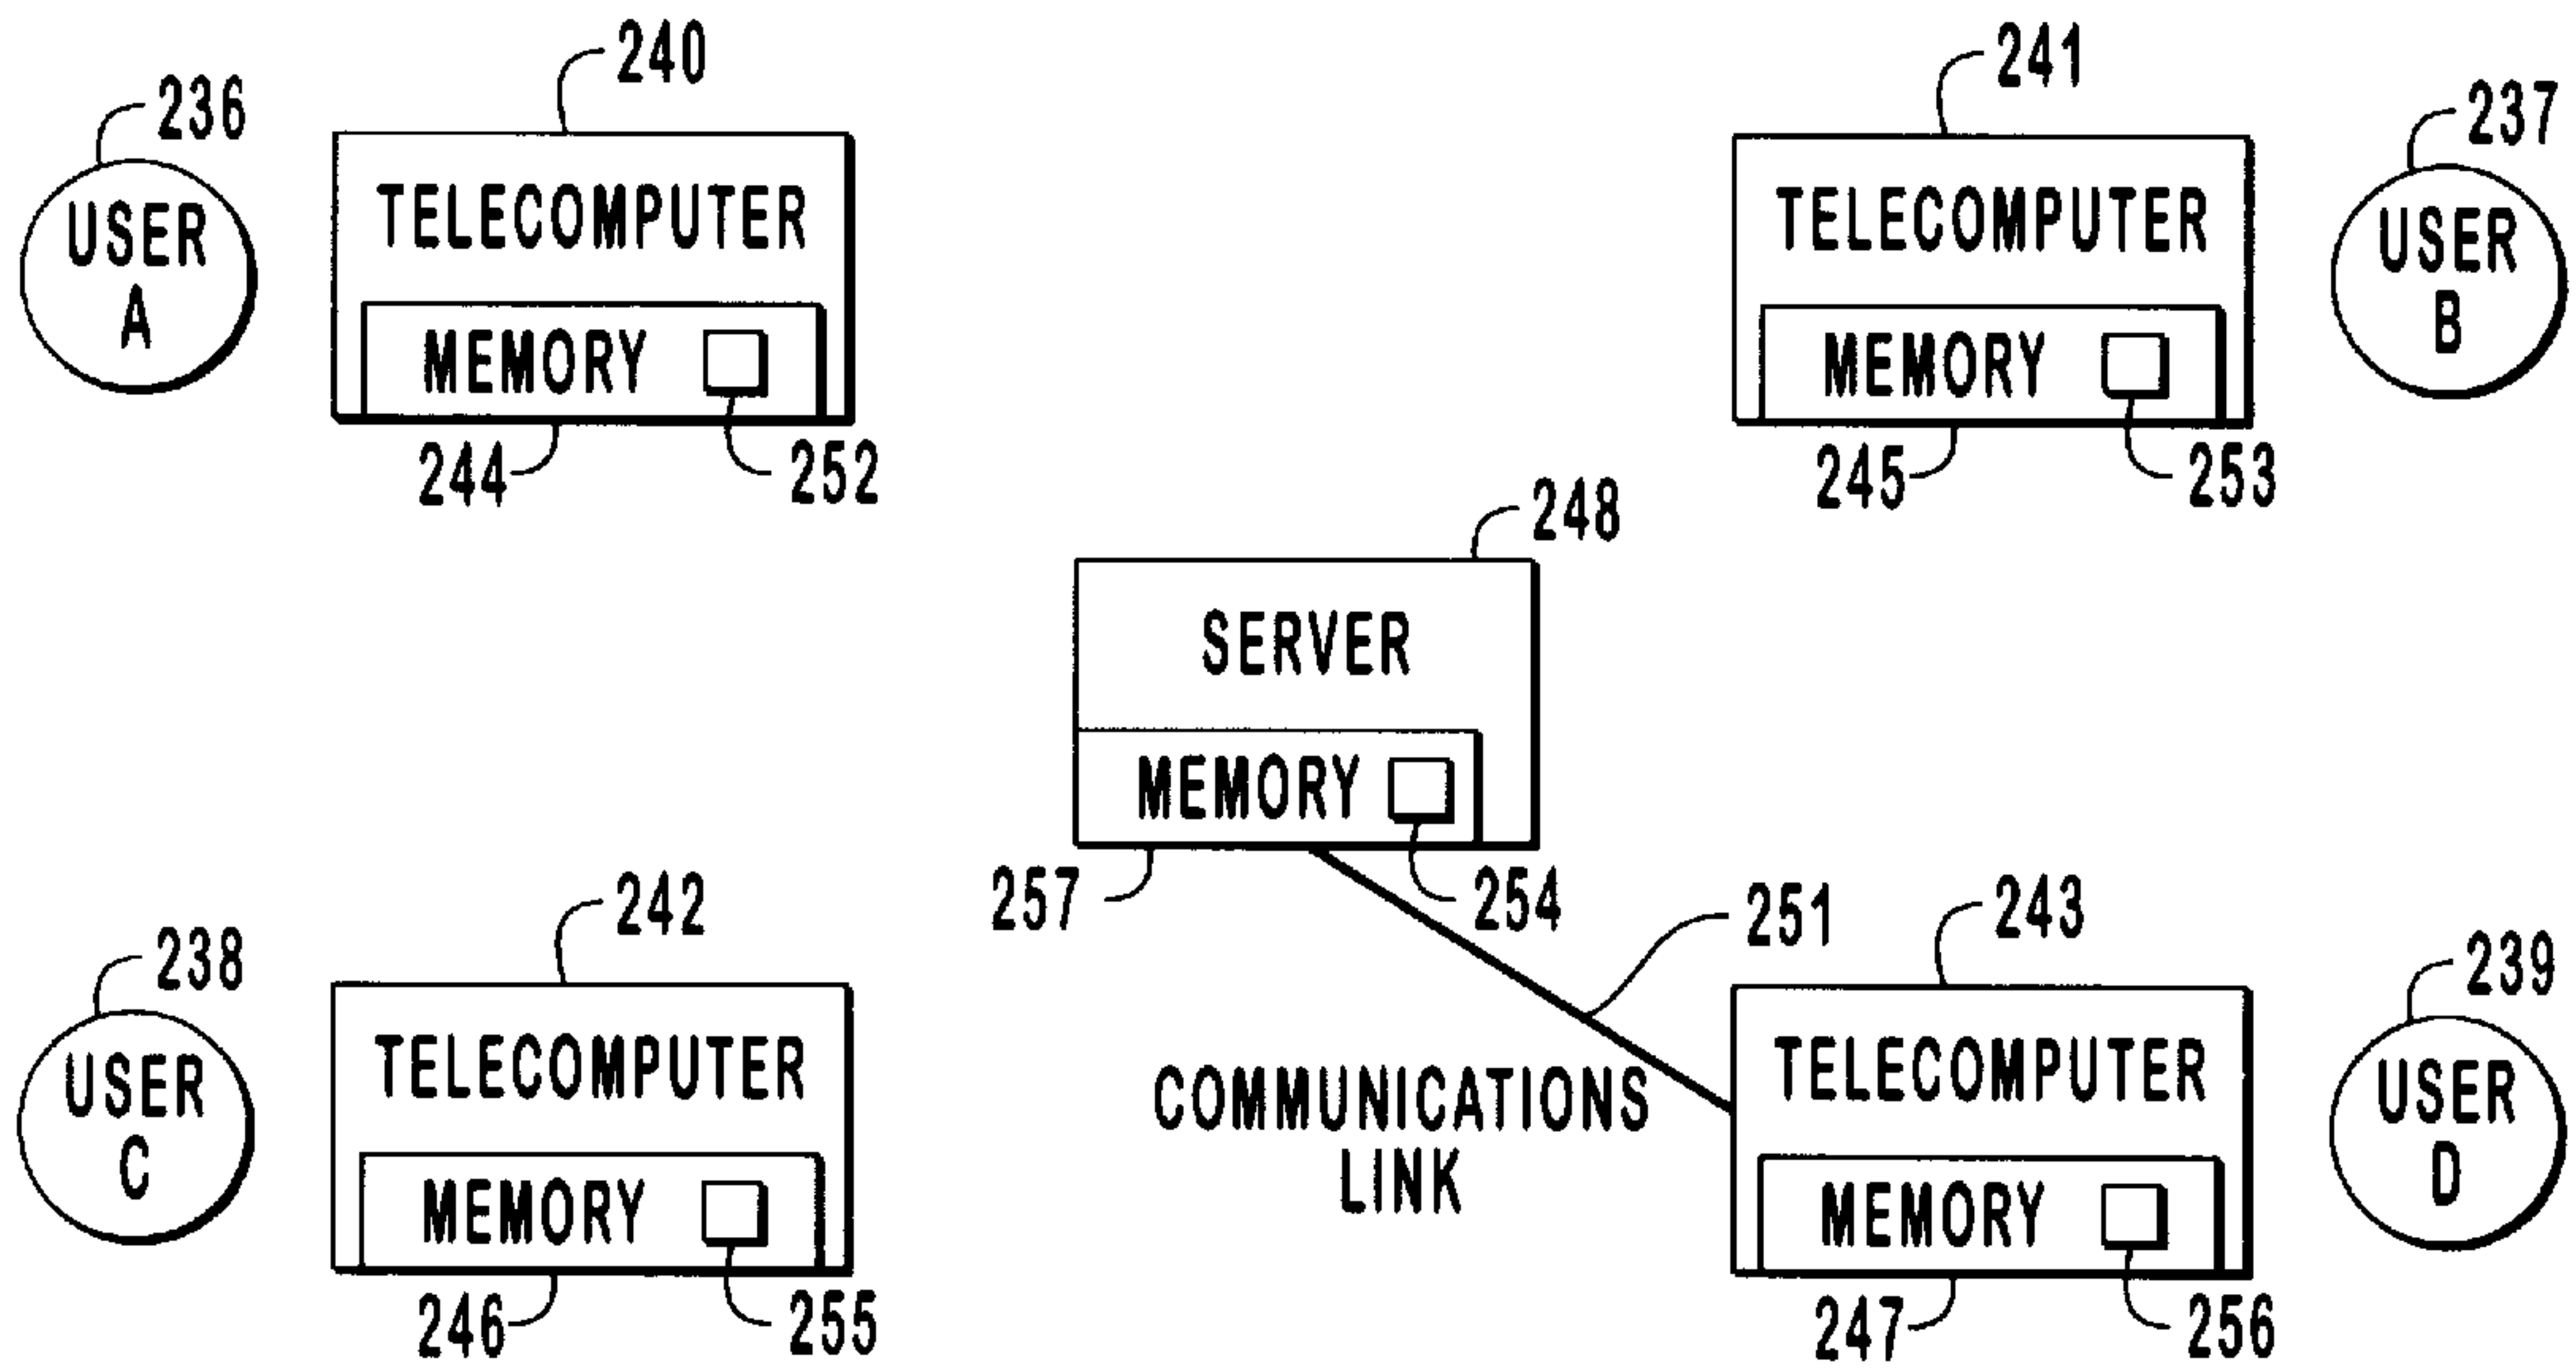 240
241
236
237
USER
A
TELECOMPUTER
MEMORY
244
252
TELECOMPUTER
MEMORY
245
253
USER
B
248
SERVER
MEMORY
257
254
251
242
243
238
239
USER
C
TELECOMPUTER
MEMORY
246
255
COMMUNICATIONS
LINK
TELECOMPUTER
MEMORY
247
256
USER
D